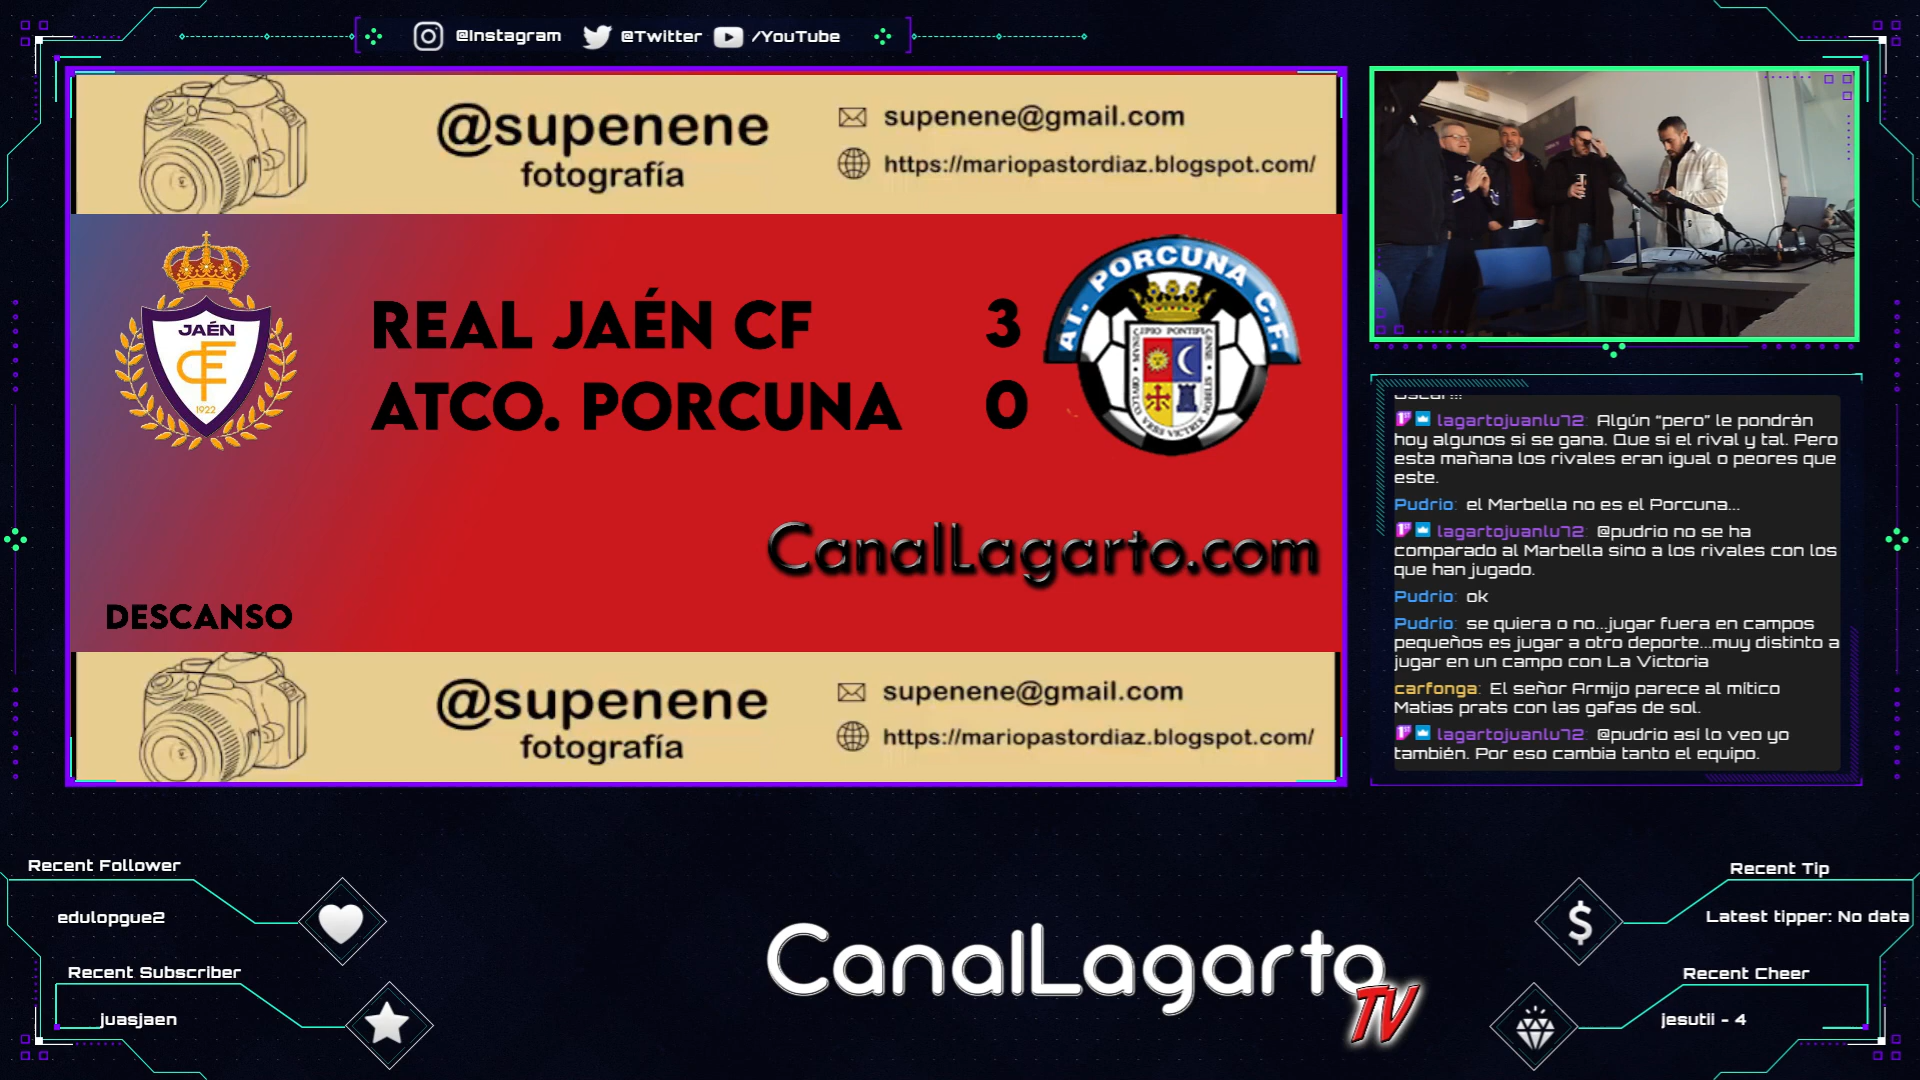 @Instagram @Twitter /YouTube
@supenene
fotografía
supenene@gmail.com
https://mariopastordiaz.blogspot.com/
JAÉN
CF
1922
REAL JAÉN CF 3
ATCO. PORCUNA 0
AT. PORCUNA C.F.
CanalLagarto.com
DESCANSO
@supenene
fotografía
supenene@gmail.com
https://mariopastordiaz.blogspot.com/
lagartojuanlu72: Algún “pero” le pondrán
hoy algunos si se gana. Que si el rival y tal. Pero
esta mañana los rivales eran igual o peores que
este.
Pudrio: el Marbella no es el Porcuna...
lagartojuanlu72: @pudrio no se ha
comparado al Marbella sino a los rivales con los
que han jugado.
Pudrio: ok
Pudrio: se quiera o no...jugar fuera en campos
pequeños es jugar a otro deporte...muy distinto a
jugar en un campo con La Victoria
carfonga: El señor Armijo parece al mítico
Matias prats con las gafas de sol.
lagartojuanlu72: @pudrio así lo veo yo
también. Por eso cambia tanto el equipo.
Recent Follower
edulopgue2
Recent Subscriber
juasjaen
CanalLagarto
TV
Recent Tip
Latest tipper: No data
Recent Cheer
jesutii - 4